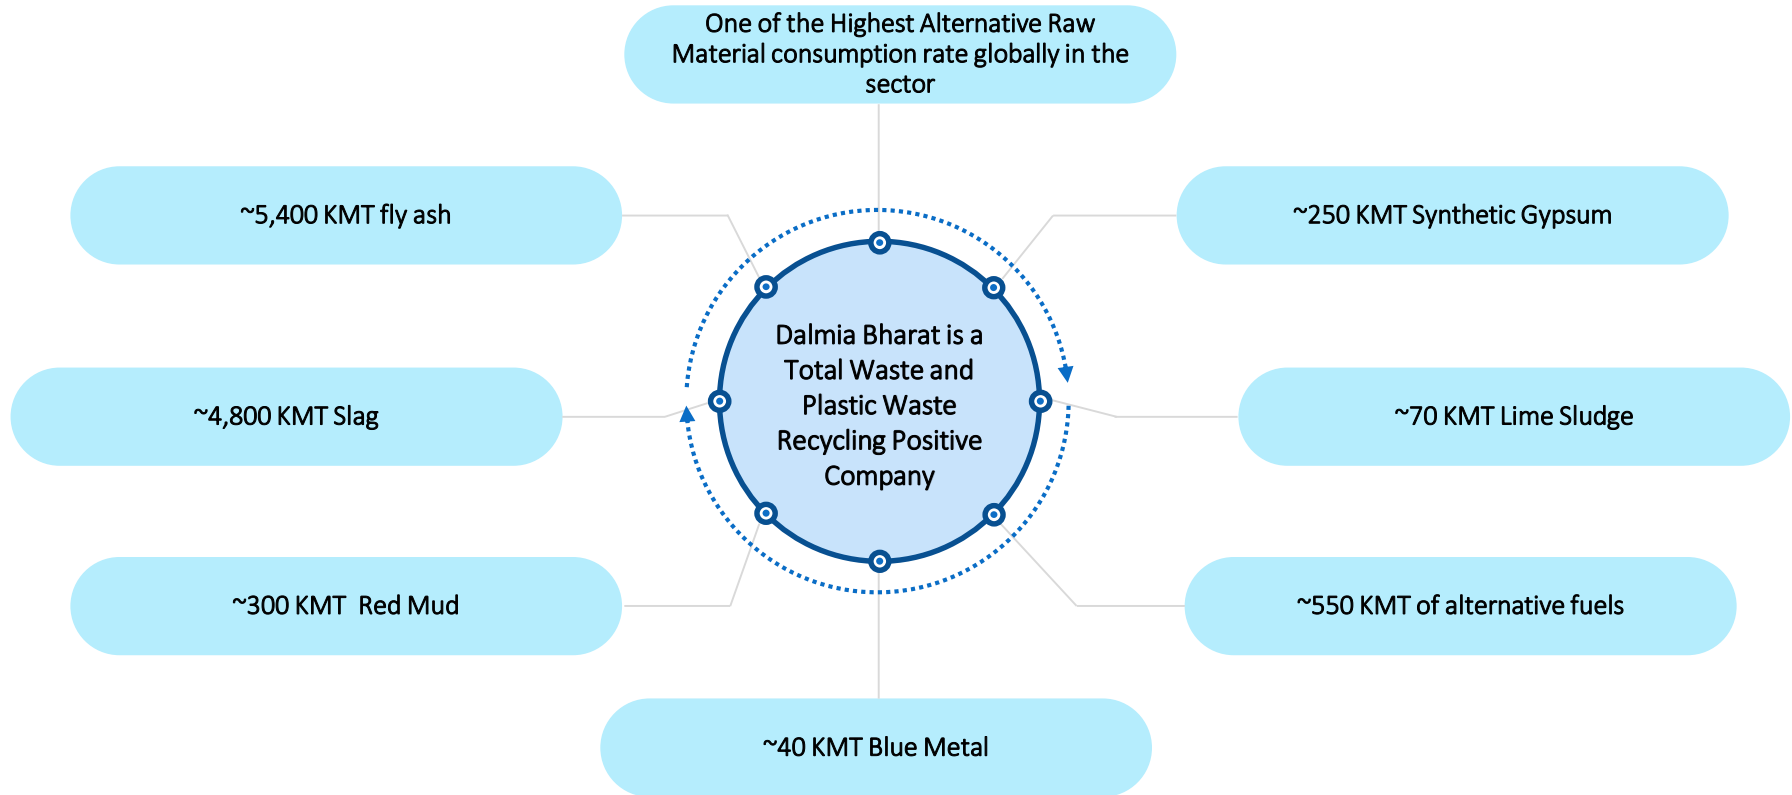 One of the Highest Alternative Raw
Material consumption rate globally in the
sector
~5,400 KMT fly ash
~250 KMT Synthetic Gypsum
Dalmia Bharat is a
Total Waste and
Plastic Waste
Recycling Positive
Company
~4,800 KMT Slag
~70 KMT Lime Sludge
~300 KMT  Red Mud
~550 KMT of alternative fuels
~40 KMT Blue Metal